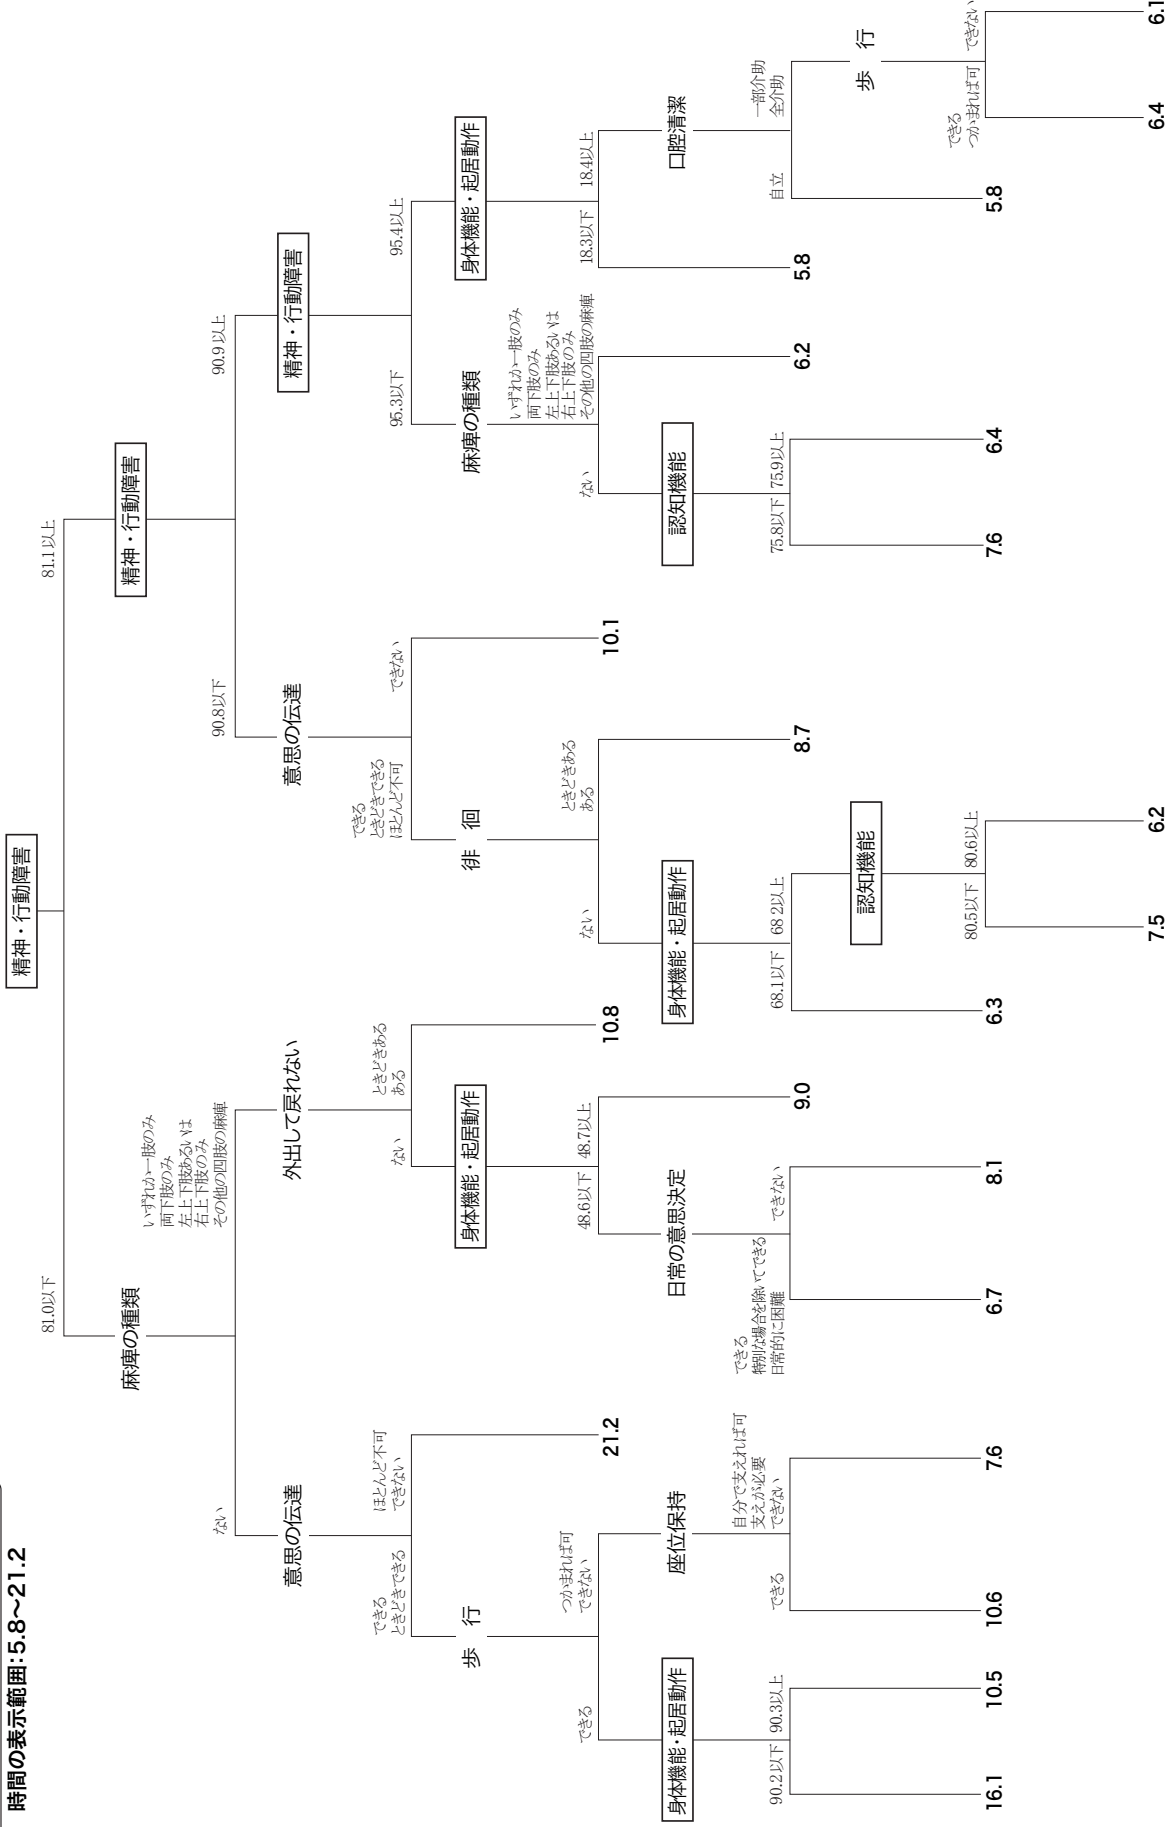 時間の表示範囲：5.8〜21.2
精神・行動障害
81.0以下
81.1以上
麻痺の種類
精神・行動障害
ない
いずれか一肢のみ
両下肢のみ
左上下肢あるいは
右上下肢のみ
その他の四肢の麻痺
90.8以下
90.9 以上
意思の伝達
外出して戻れない
意思の伝達
精神・行動障害
できる
ときどきできる
ほとんど不可
できない
ない
ときどきある
ある
できる
ときどきできる
ほとんど不可
できない
95.3以下
95.4以上
歩　行
21.2
身体機能・起居動作
10.8
徘　徊
10.1
麻痺の種類
身体機能・起居動作
できる
つかまれば可
できない
48.6以下
48.7以上
ない
ときどきある
ある
ない
いずれか一肢のみ
両下肢のみ
左上下肢あるいは
右上下肢のみ
その他の四肢の麻痺
18.3以下
18.4以上
身体機能・起居動作
座位保持
日常の意思決定
9.0
身体機能・起居動作
8.7
認知機能
6.2
5.8
口腔清潔
90.2以下
90.3以上
できる
自分で支えれば可
支えが必要
できない
できる
特別な場合を除いてできる
日常的に困難
できない
68.1以下
68 2以上
75.8以下
75.9以上
自立
一部介助
全介助
16.1
10.5
10.6
7.6
6.7
8.1
6.3
認知機能
7.6
6.4
5.8
歩　行
80.5以下
80.6以上
できる
つかまれば可
できない
7.5
6.2
6.4
6.1